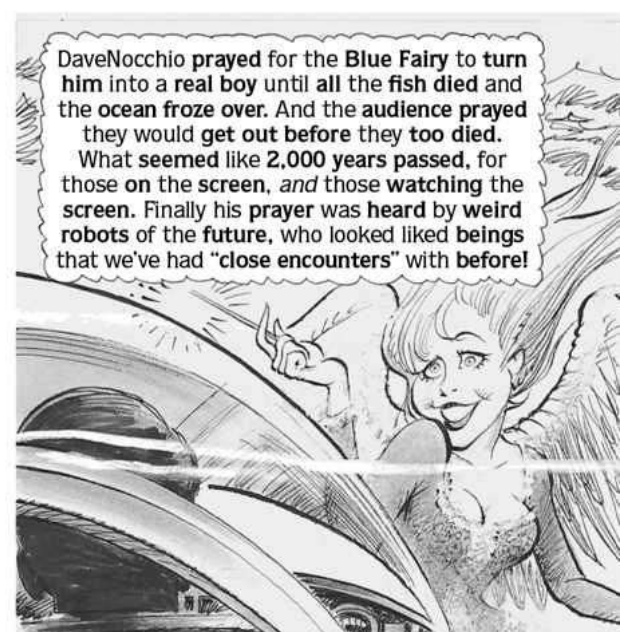 DaveNocchio prayed for the Blue Fairy to turn
him into a real boy until all the fish died and
the ocean froze over. And the audience prayed
they would get out before they too died.
What seemed like 2,000 years passed, for
those on the screen, and those watching the
screen. Finally his prayer was heard by weird
robots of the future, who looked liked beings
that we've had “close encounters” with before!